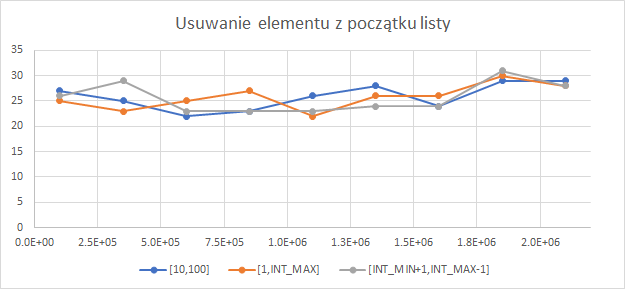 Usuwanie elementu z początku listy
35
30
25
20
15
10
5
0
0.0E+00 2.5E+05 5.0E+05 7.5E+05 1.0E+06 1.3E+06 1.5E+06 1.8E+06 2.0E+06
[10,100] [1,INT_MAX] [INT_MIN+1,INT_MAX-1]